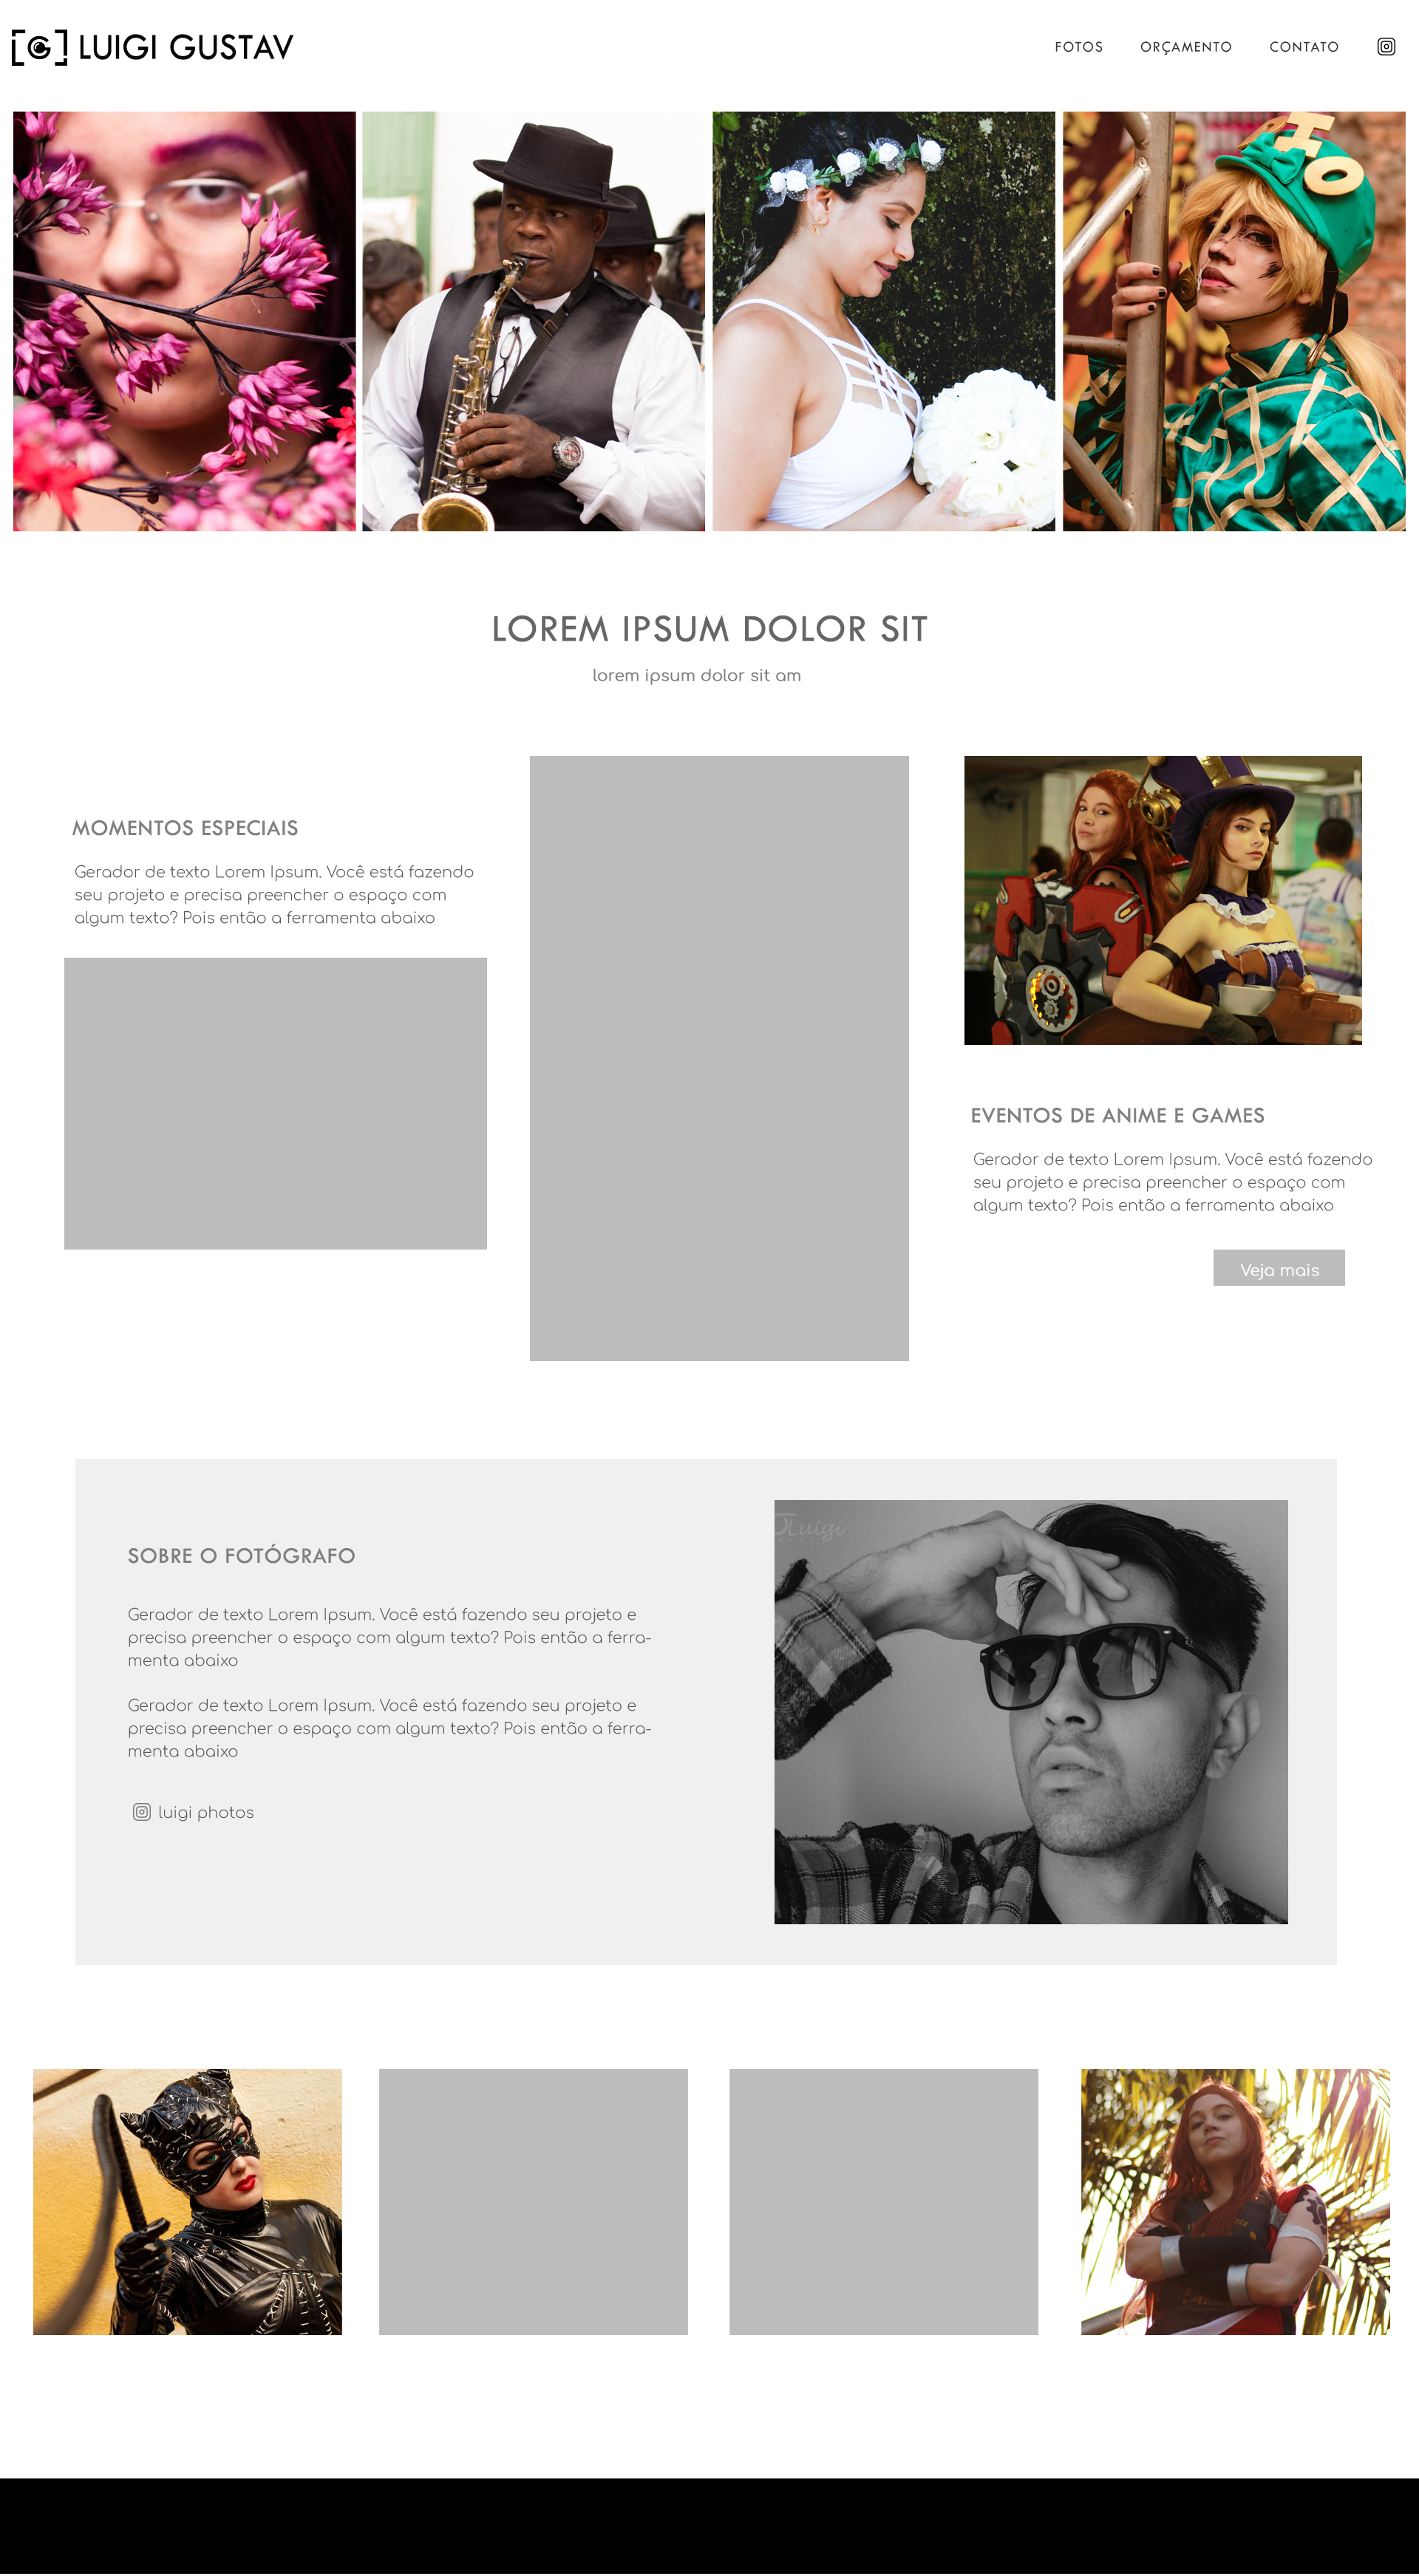 LUIGI GUSTAV
FOTOS
ORÇAMENTO
CONTATO
HO
LOREM IPSUM DOLOR SIT
lorem ipsum dolor sit am
MOMENTOS ESPECIAIS
Gerador de texto Lorem Ipsum. Você está fazendo
seu projeto e precisa preencher o espaço com
algum texto? Pois então a ferramenta abaixo
EVENTOS DE ANIME E GAMES
Gerador de texto Lorem Ipsum. Você está fazendo
seu projeto e precisa preencher o espaço com
algum texto? Pois então a ferramenta abaixo
Veja mais
SOBRE O FOTÓGRAFO
Gerador de texto Lorem Ipsum. Você está fazendo seu projeto e
precisa preencher o espaço com algum texto? Pois então a ferra-
menta abaixo
Gerador de texto Lorem Ipsum. Você está fazendo seu projeto e
precisa preencher o espaço com algum texto? Pois então a ferra-
menta abaixo
luigi photos
Luigi